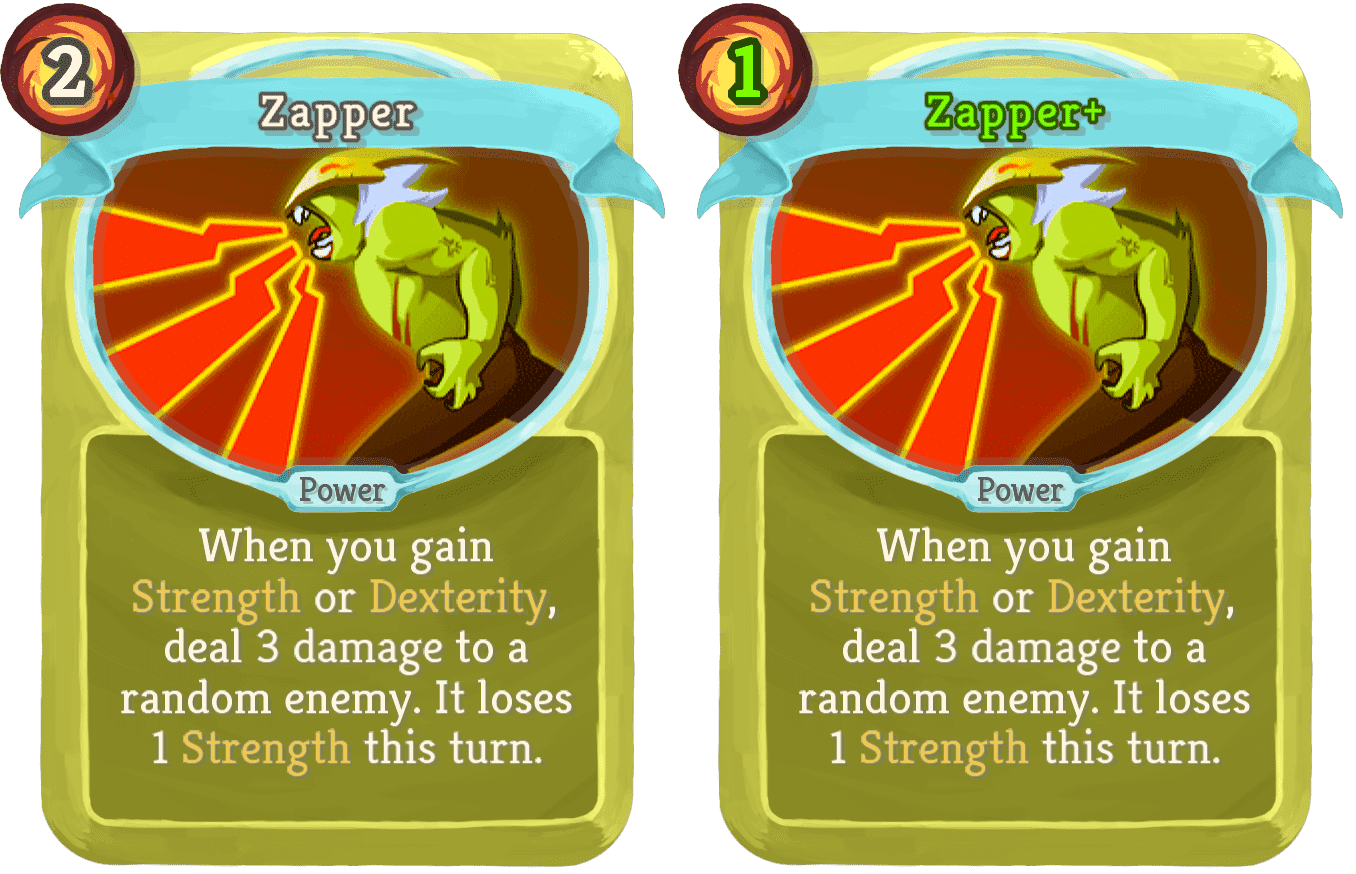 2
Zapper
Power
When you gain
Strength or Dexterity,
deal 3 damage to a
random enemy. It loses
1 Strength this turn.
1
Zapper+
Power
When you gain
Strength or Dexterity,
deal 3 damage to a
random enemy. It loses
1 Strength this turn.